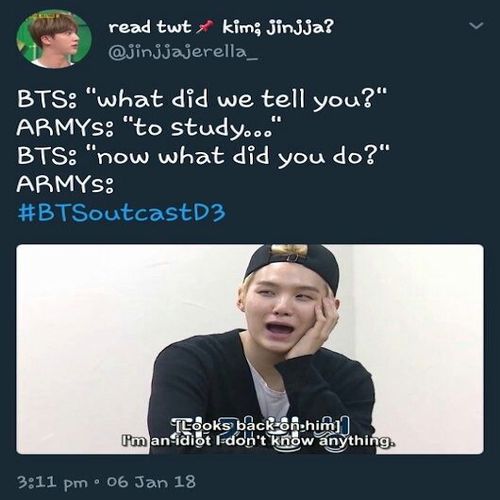 read twt 📌 kim; jinjja?
@jinjjajerella_
BTS: "what did we tell you?"
ARMYs: "to study..."
BTS: "now what did you do?"
ARMYs:
#BTSoutcastD3
[Looks back on him]
I'm an idiot I don't know anything.
3:11 pm • 06 Jan 18